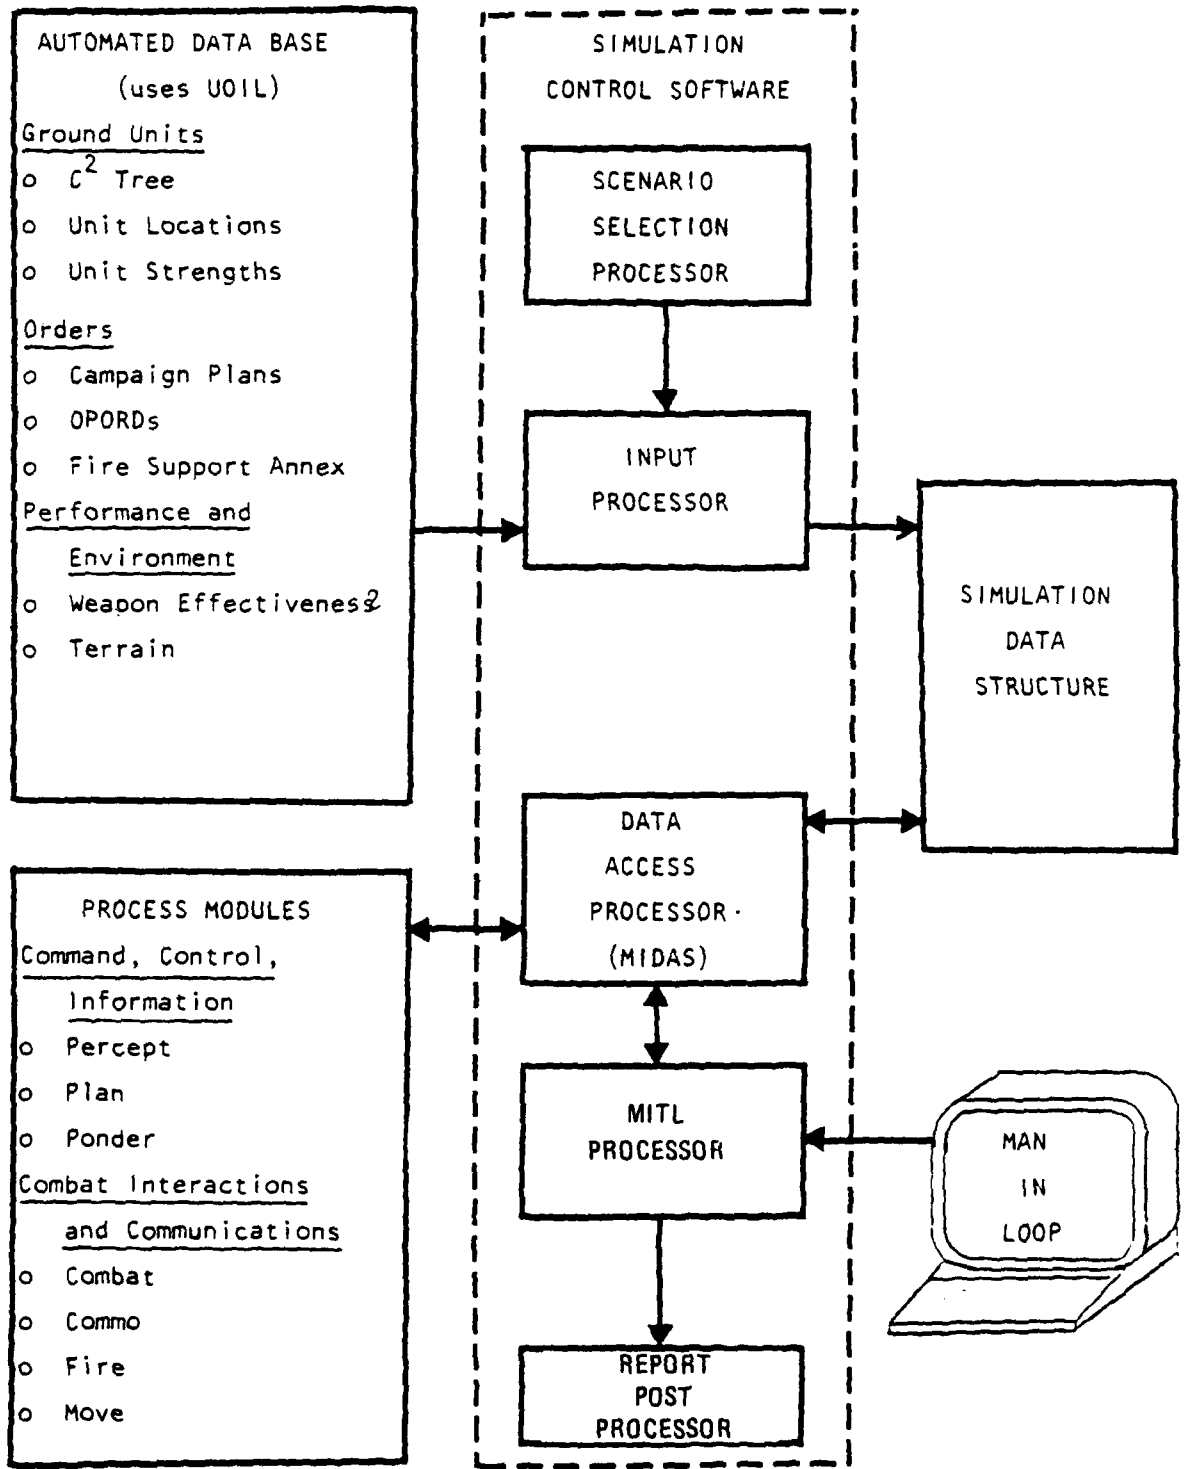 AUTOMATED DATA BASE
(uses UOIL)
Ground Units
o C² Tree
o Unit Locations
o Unit Strengths
Orders
o Campaign Plans
o OPORDs
o Fire Support Annex
Performance and
Environment
o Weapon Effectiveness
o Terrain
SIMULATION
CONTROL SOFTWARE
SCENARIO
SELECTION
PROCESSOR
INPUT
PROCESSOR
SIMULATION
DATA
STRUCTURE
DATA
ACCESS
PROCESSOR
(MIDAS)
PROCESS MODULES
Command, Control,
Information
o Percept
o Plan
o Ponder
Combat Interactions
and Communications
o Combat
o Commo
o Fire
o Move
MITL
PROCESSOR
MAN
IN
LOOP
REPORT
POST
PROCESSOR